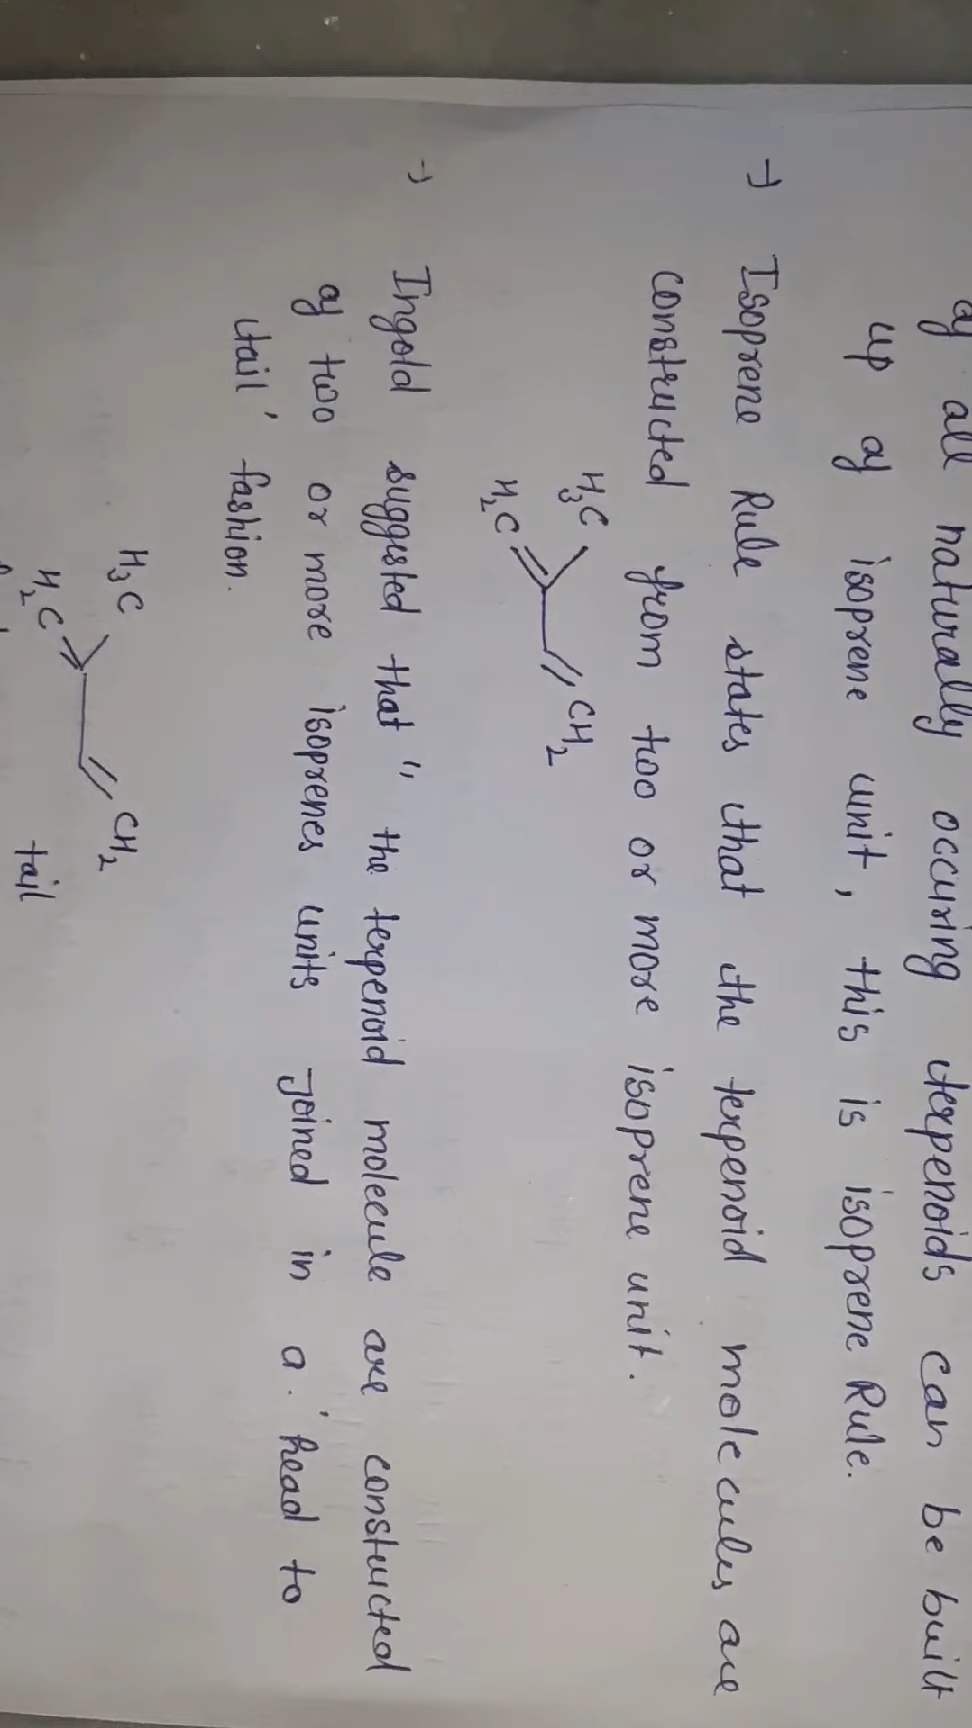 of all naturally occuring terpenoids can be built
up of isoprene unit, this is isoprene Rule.
→ Isoprene Rule states that the terpenoid molecules are
constructed from two or more isoprene unit.
H3C
H2C
CH2
→ Ingold suggested that " the terpenoid molecule are constucted
of two or more isoprenes units joined in a 'head to
tail' fashion.
H3C
H2C
CH2
tail